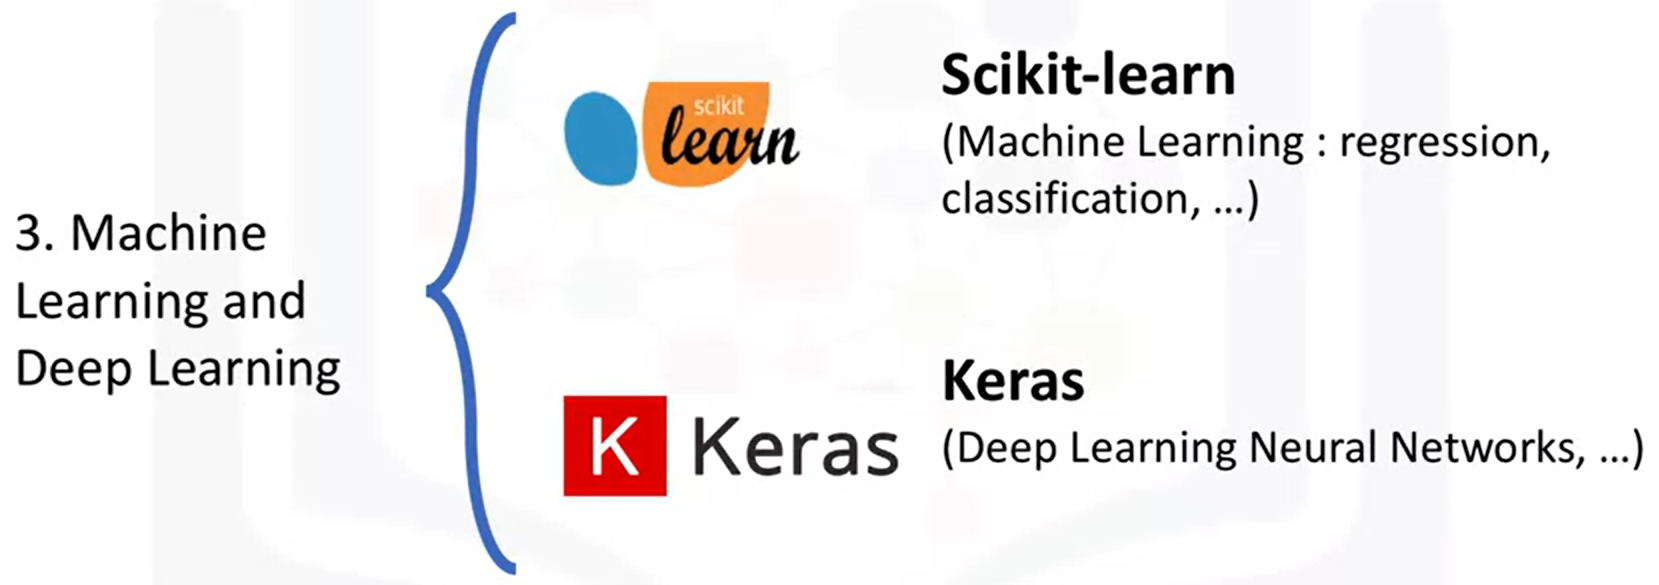 3. Machine
Learning and
Deep Learning
scikit
learn
Scikit-learn
(Machine Learning : regression,
classification, ...)
K Keras
Keras
(Deep Learning Neural Networks, ...)